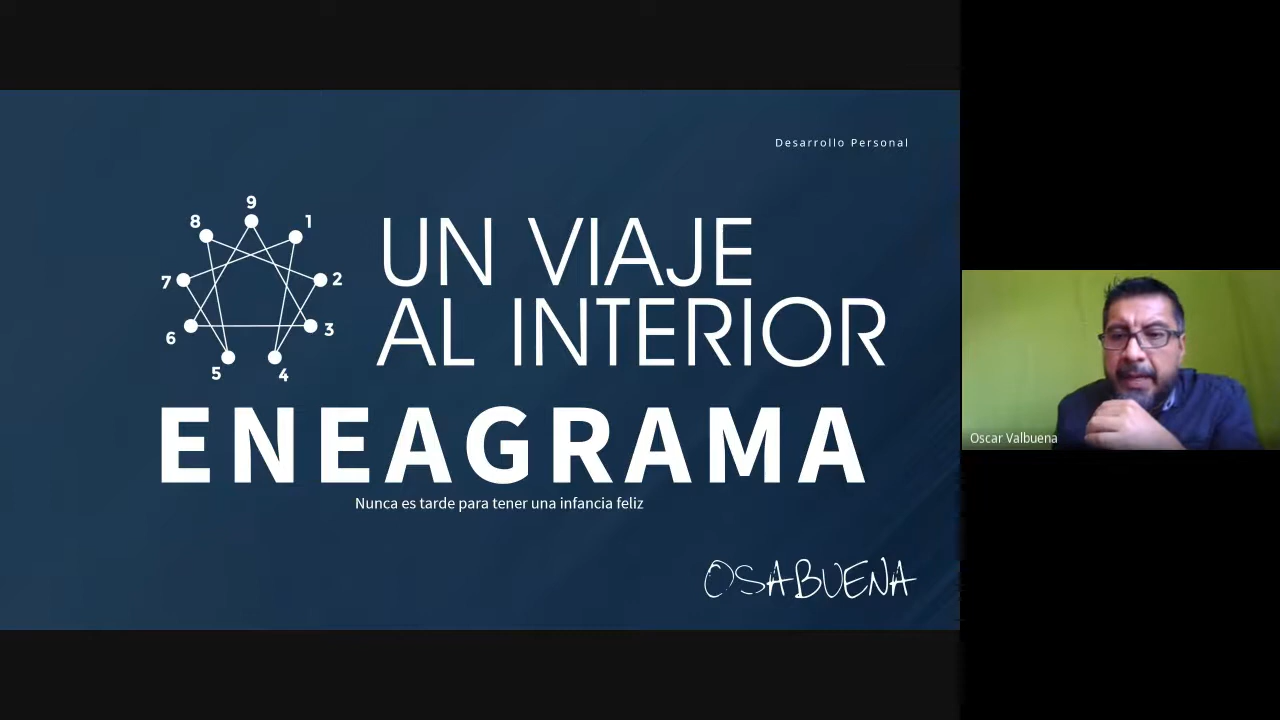 Desarrollo Personal
9
8
1
7
2
6
3
5
4
UN VIAJE
AL INTERIOR
ENEAGRAMA
Nunca es tarde para tener una infancia feliz
OSABUENA
Oscar Valbuena